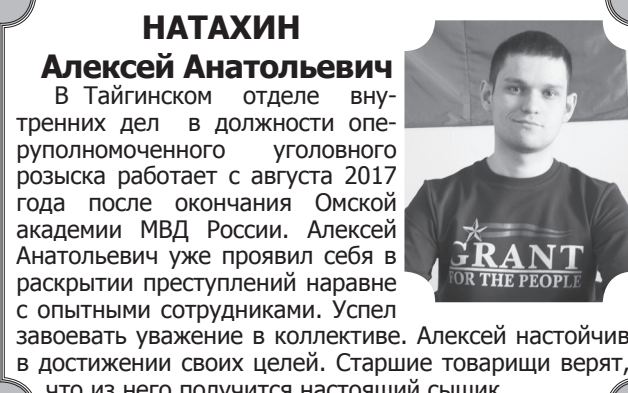 НАТАХИН
Алексей Анатольевич
В Тайгинском отделе вну-
тренних дел в должности опе-
руполномоченного уголовного
розыска работает с августа 2017
года после окончания Омской
академии МВД России. Алексей
Анатольевич уже проявил себя в
раскрытии преступлений наравне
с опытными сотрудниками. Успел
завоевать уважение в коллективе. Алексей настойчив
в достижении своих целей. Старшие товарищи верят,
что из него получится настоящий сыщик.
GRANT
FOR THE PEOPLE